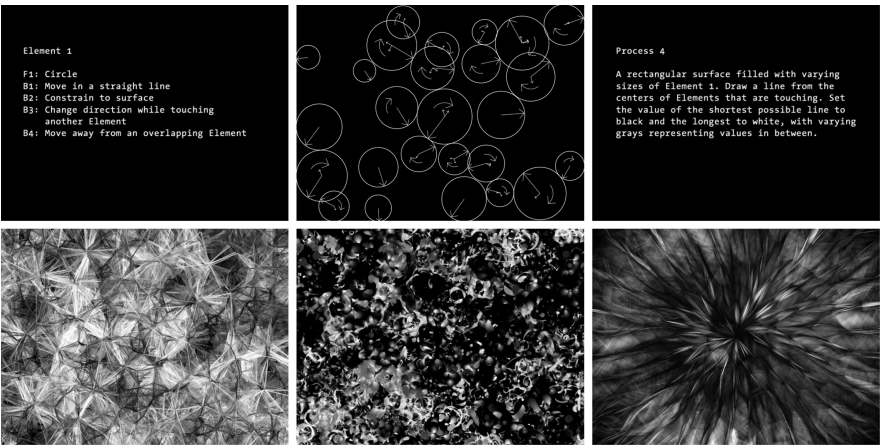 Element 1
F1: Circle
B1: Move in a straight line
B2: Constrain to surface
B3: Change direction while touching
another Element
B4: Move away from an overlapping Element
Process 4
A rectangular surface filled with varying
sizes of Element 1. Draw a line from the
centers of Elements that are touching. Set
the value of the shortest possible line to
black and the longest to white, with varying
grays representing values in between.